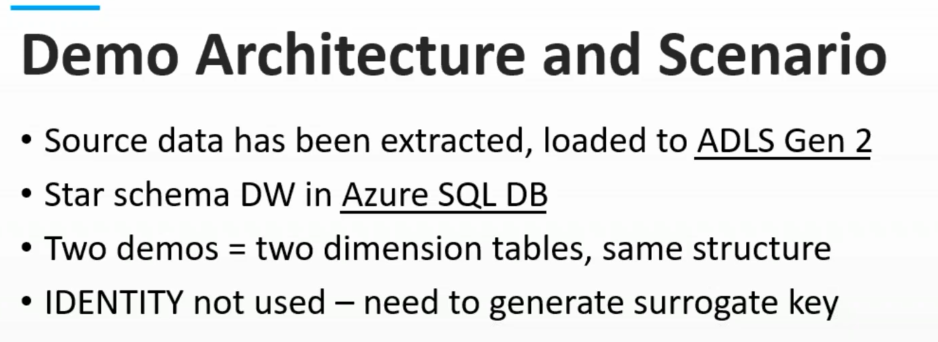 Demo Architecture and Scenario
• Source data has been extracted, loaded to ADLS Gen 2
• Star schema DW in Azure SQL DB
• Two demos = two dimension tables, same structure
• IDENTITY not used – need to generate surrogate key